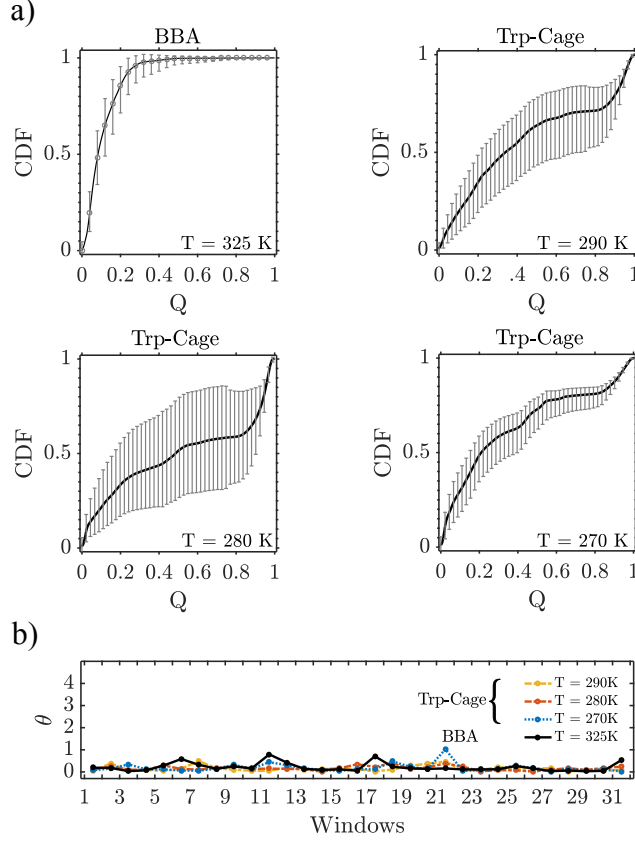 a)
BBA
CDF
1
0.5
0
T = 325 K
0 0.2 0.4 0.6 0.8 1
Q
Trp-Cage
CDF
1
0.5
0
T = 290 K
0 0.2 .4 0.6 0.8 1
Q
Trp-Cage
CDF
1
0.5
0
T = 280 K
0 0.2 0.4 0.6 0.8 1
Q
Trp-Cage
CDF
1
0.5
0
T = 270 K
0 0.2 0.4 0.6 0.8 1
Q
b)
θ
4
3
2
1
0
Trp-Cage {
T = 290K
T = 280K
T = 270K
BBA
T = 325K
1 3 5 7 9 11 13 15 17 19 21 23 25 27 29 31
Windows